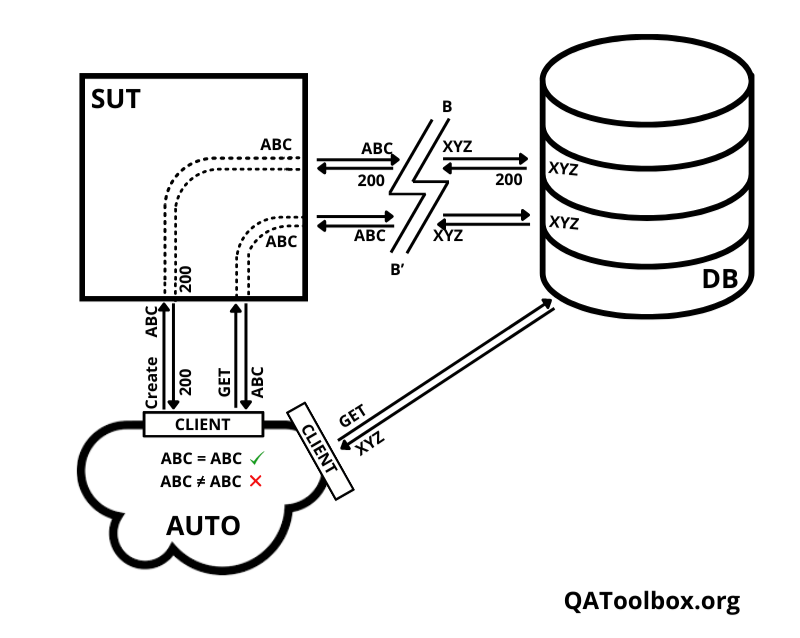 SUT
ABC
ABC
200
B
ABC
200
XYZ
200
ABC
XYZ
B'
XYZ
XYZ
DB
Create ABC
200
GET
ABC
CLIENT
CLIENT
GET
XYZ
ABC = ABC ✓
ABC ≠ ABC ✕
AUTO
QAToolbox.org